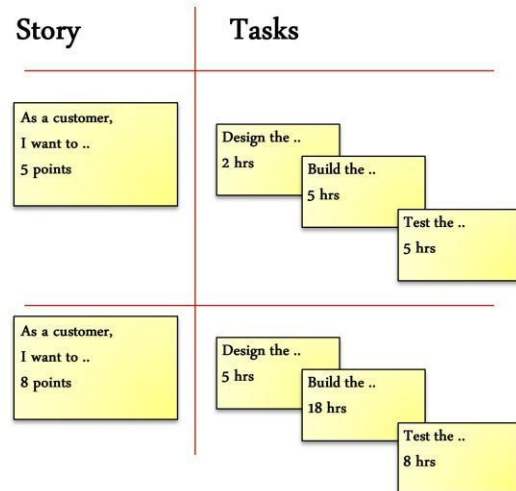 Story
Tasks
As a customer,
I want to ..
5 points
Design the ..
2 hrs
Build the ..
5 hrs
Test the ..
5 hrs
As a customer,
I want to ..
8 points
Design the ..
5 hrs
Build the ..
18 hrs
Test the ..
8 hrs